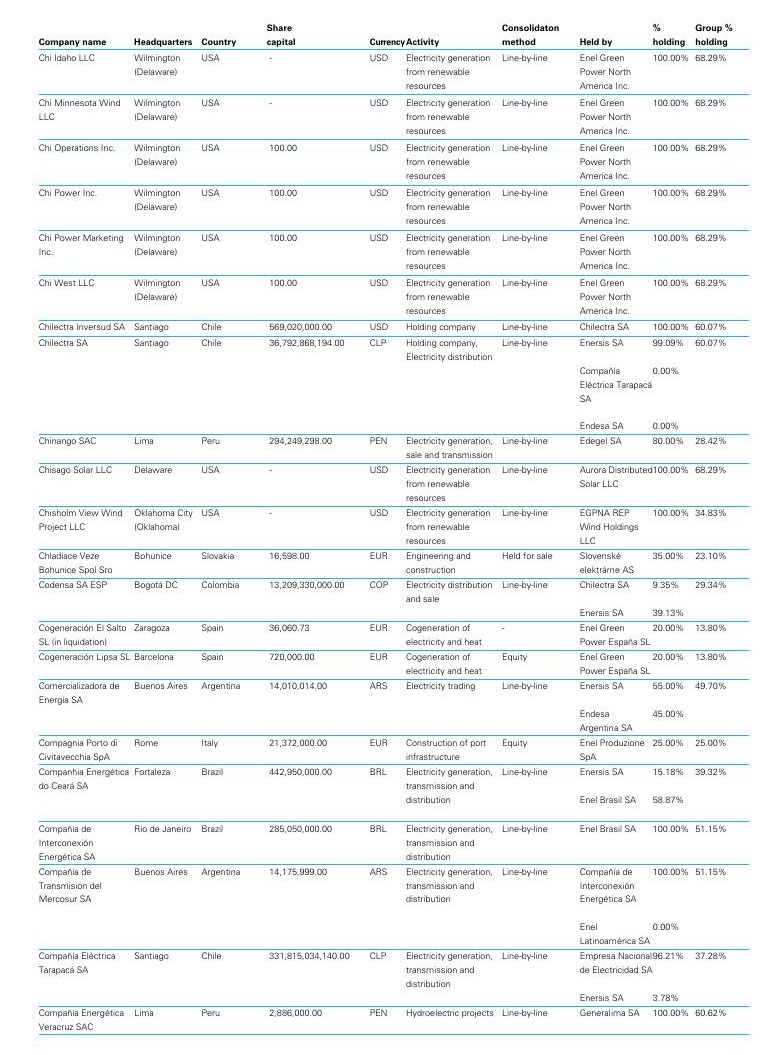 Company name Headquarters Country Share capital Currency Activity Consolidaton method Held by % holding Group % holding
Chi Idaho LLC Wilmington (Delaware) USA - USD Electricity generation from renewable resources Line-by-line Enel Green Power North America Inc. 100.00% 68.29%
Chi Minnesota Wind LLC Wilmington (Delaware) USA - USD Electricity generation from renewable resources Line-by-line Enel Green Power North America Inc. 100.00% 68.29%
Chi Operations Inc. Wilmington (Delaware) USA 100.00 USD Electricity generation from renewable resources Line-by-line Enel Green Power North America Inc. 100.00% 68.29%
Chi Power Inc. Wilmington (Delaware) USA 100.00 USD Electricity generation from renewable resources Line-by-line Enel Green Power North America Inc. 100.00% 68.29%
Chi Power Marketing Inc. Wilmington (Delaware) USA 100.00 USD Electricity generation from renewable resources Line-by-line Enel Green Power North America Inc. 100.00% 68.29%
Chi West LLC Wilmington (Delaware) USA 100.00 USD Electricity generation from renewable resources Line-by-line Enel Green Power North America Inc. 100.00% 68.29%
Chilectra Inversud SA Santiago Chile 569,020,000.00 USD Holding company Line-by-line Chilectra SA 100.00% 60.07%
Chilectra SA Santiago Chile 36,792,868,194.00 CLP Holding company, Electricity distribution Line-by-line Enersis SA 99.09% 60.07%
Compañía Eléctrica Tarapacá SA 0.00%
Endesa SA 0.00%
Chinango SAC Lima Peru 294,249,298.00 PEN Electricity generation, sale and transmission Line-by-line Edegel SA 80.00% 28.42%
Chisago Solar LLC Delaware USA - USD Electricity generation from renewable resources Line-by-line Aurora Distributed Solar LLC 100.00% 68.29%
Chisholm View Wind Project LLC Oklahoma City (Oklahoma) USA - USD Electricity generation from renewable resources Line-by-line EGPNA REP Wind Holdings LLC 100.00% 34.83%
Chladiace Veze Bohunice Spol Sro Bohunice Slovakia 16,598.00 EUR Engineering and construction Held for sale Slovenské elektrárne AS 35.00% 23.10%
Codensa SA ESP Bogotá DC Colombia 13,209,330,000.00 COP Electricity distribution and sale Line-by-line Chilectra SA 9.35% 29.34%
Enersis SA 39.13%
Cogeneración El Salto SL (in liquidation) Zaragoza Spain 36,060.73 EUR Cogeneration of electricity and heat - Enel Green Power España SL 20.00% 13.80%
Cogeneración Lipsa SL Barcelona Spain 720,000.00 EUR Cogeneration of electricity and heat Equity Enel Green Power España SL 20.00% 13.80%
Comercializadora de Energía SA Buenos Aires Argentina 14,010,014.00 ARS Electricity trading Line-by-line Enersis SA 55.00% 49.70%
Endesa Argentina SA 45.00%
Compagnia Porto di Civitavecchia SpA Rome Italy 21,372,000.00 EUR Construction of port infrastructure Equity Enel Produzione SpA 25.00% 25.00%
Companhia Energética do Ceará SA Fortaleza Brazil 442,950,000.00 BRL Electricity generation, transmission and distribution Line-by-line Enersis SA 15.18% 39.32%
Enel Brasil SA 58.87%
Compañía de Interconexión Energética SA Rio de Janeiro Brazil 285,050,000.00 BRL Electricity generation, transmission and distribution Line-by-line Enel Brasil SA 100.00% 51.15%
Compañía de Transmisión del Mercosur SA Buenos Aires Argentina 14,175,999.00 ARS Electricity generation, transmission and distribution Line-by-line Compañía de Interconexión Energética SA 100.00% 51.15%
Enel Latinoamérica SA 0.00%
Compañía Eléctrica Tarapacá SA Santiago Chile 331,815,034,140.00 CLP Electricity generation, transmission and distribution Line-by-line Empresa Nacional de Electricidad SA 96.21% 37.28%
Enersis SA 3.78%
Compañía Energética Veracruz SAC Lima Peru 2,886,000.00 PEN Hydroelectric projects Line-by-line Generalima SA 100.00% 60.62%